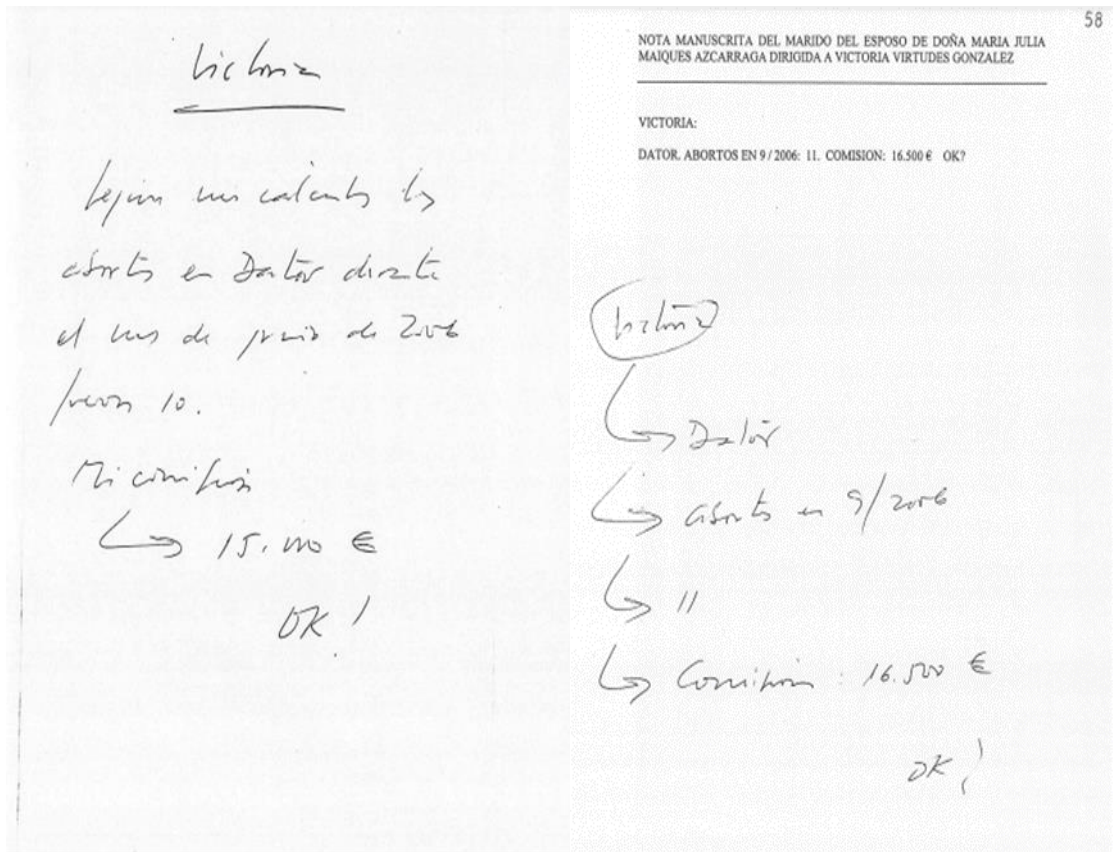 Victoria
Según mis cálculos los
abortos en Dator durante
el mes de junio de 2006
fueron 10.
Mi comisión
15.000 €
OK!
58
NOTA MANUSCRITA DEL MARIDO DEL ESPOSO DE DOÑA MARIA JULIA
MAIQUES AZCARRAGA DIRIGIDA A VICTORIA VIRTUDES GONZALEZ
VICTORIA:
DATOR. ABORTOS EN 9 / 2006: 11. COMISION: 16.500 € OK?
Victoria
Dator
abortos en 9/2006
11
Comisión : 16.500 €
OK?